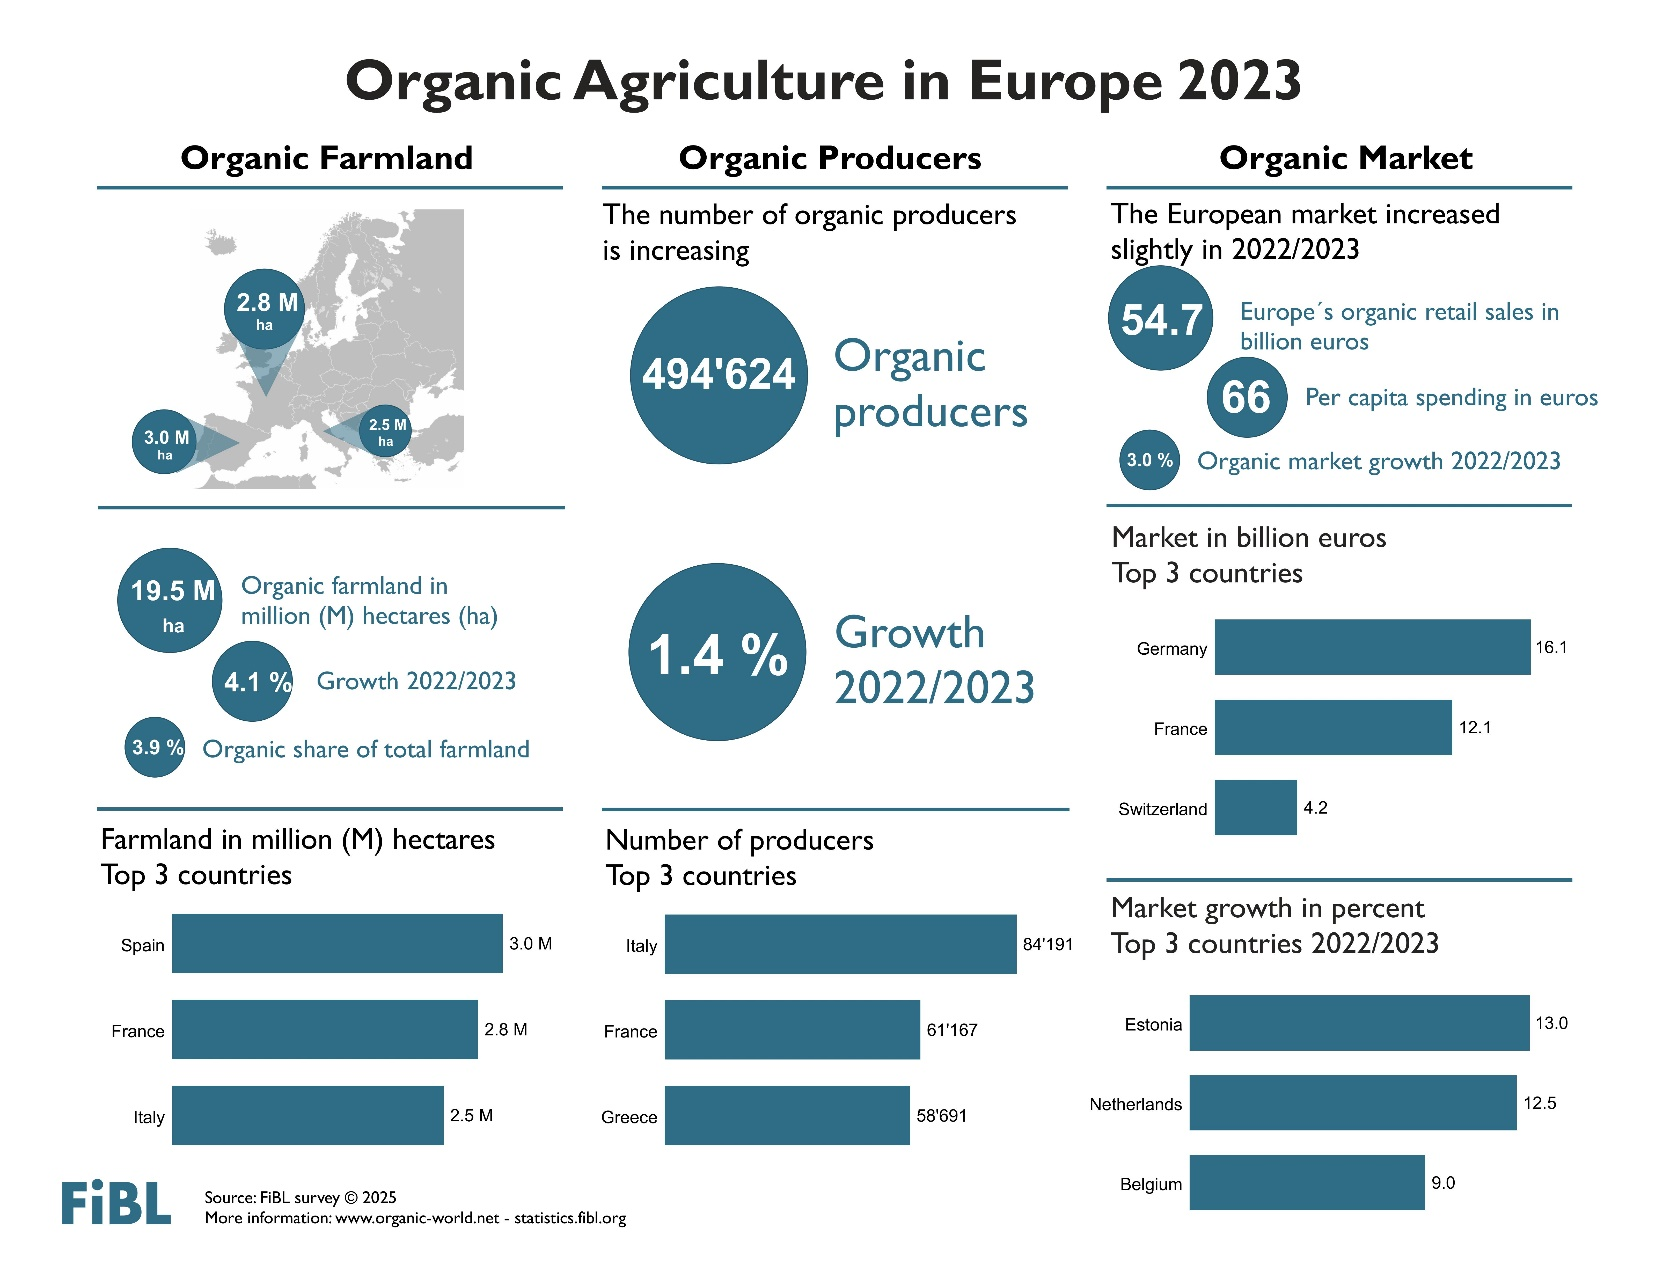 Organic Agriculture in Europe 2023
Organic Farmland
2.8 M
ha
3.0 M
ha
2.5 M
ha
19.5 M
ha
Organic farmland in
million (M) hectares (ha)
4.1 %
Growth 2022/2023
3.9 %
Organic share of total farmland
Farmland in million (M) hectares
Top 3 countries
Spain 3.0 M
France 2.8 M
Italy 2.5 M
Organic Producers
The number of organic producers
is increasing
494'624
Organic
producers
1.4 %
Growth
2022/2023
Number of producers
Top 3 countries
Italy 84'191
France 61'167
Greece 58'691
Organic Market
The European market increased
slightly in 2022/2023
54.7
Europe´s organic retail sales in
billion euros
66
Per capita spending in euros
3.0 %
Organic market growth 2022/2023
Market in billion euros
Top 3 countries
Germany 16.1
France 12.1
Switzerland 4.2
Market growth in percent
Top 3 countries 2022/2023
Estonia 13.0
Netherlands 12.5
Belgium 9.0
FiBL
Source: FiBL survey © 2025
More information: www.organic-world.net - statistics.fibl.org